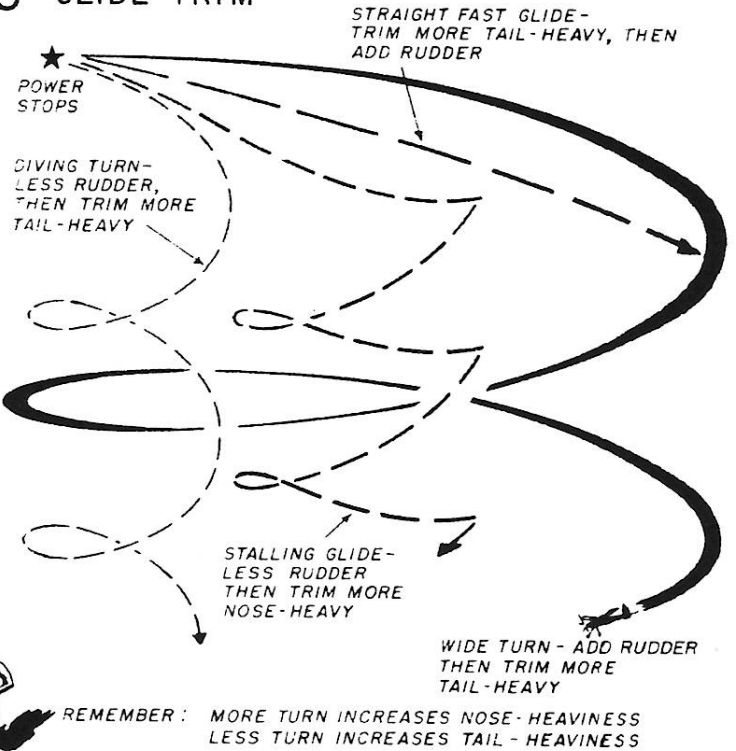 GLIDE TRIM
STRAIGHT FAST GLIDE-
TRIM MORE TAIL-HEAVY, THEN
ADD RUDDER
POWER
STOPS
DIVING TURN-
LESS RUDDER,
THEN TRIM MORE
TAIL-HEAVY
STALLING GLIDE-
LESS RUDDER
THEN TRIM MORE
NOSE-HEAVY
WIDE TURN - ADD RUDDER
THEN TRIM MORE
TAIL-HEAVY
REMEMBER: MORE TURN INCREASES NOSE-HEAVINESS
LESS TURN INCREASES TAIL-HEAVINESS